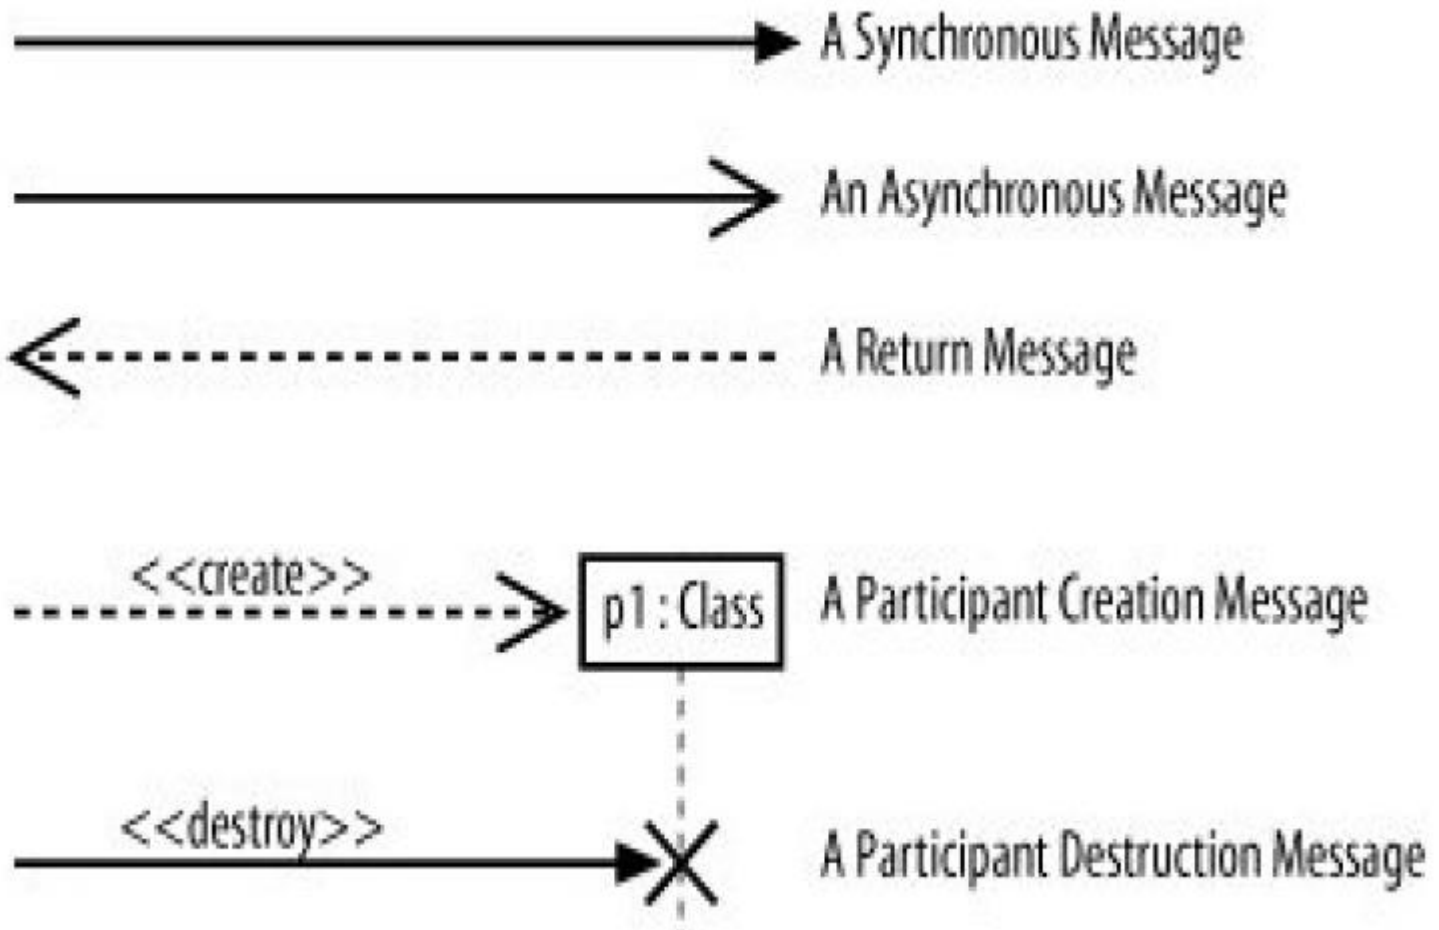 A Synchronous Message
An Asynchronous Message
A Return Message
<<create>>
p1 : Class
A Participant Creation Message
<<destroy>>
A Participant Destruction Message